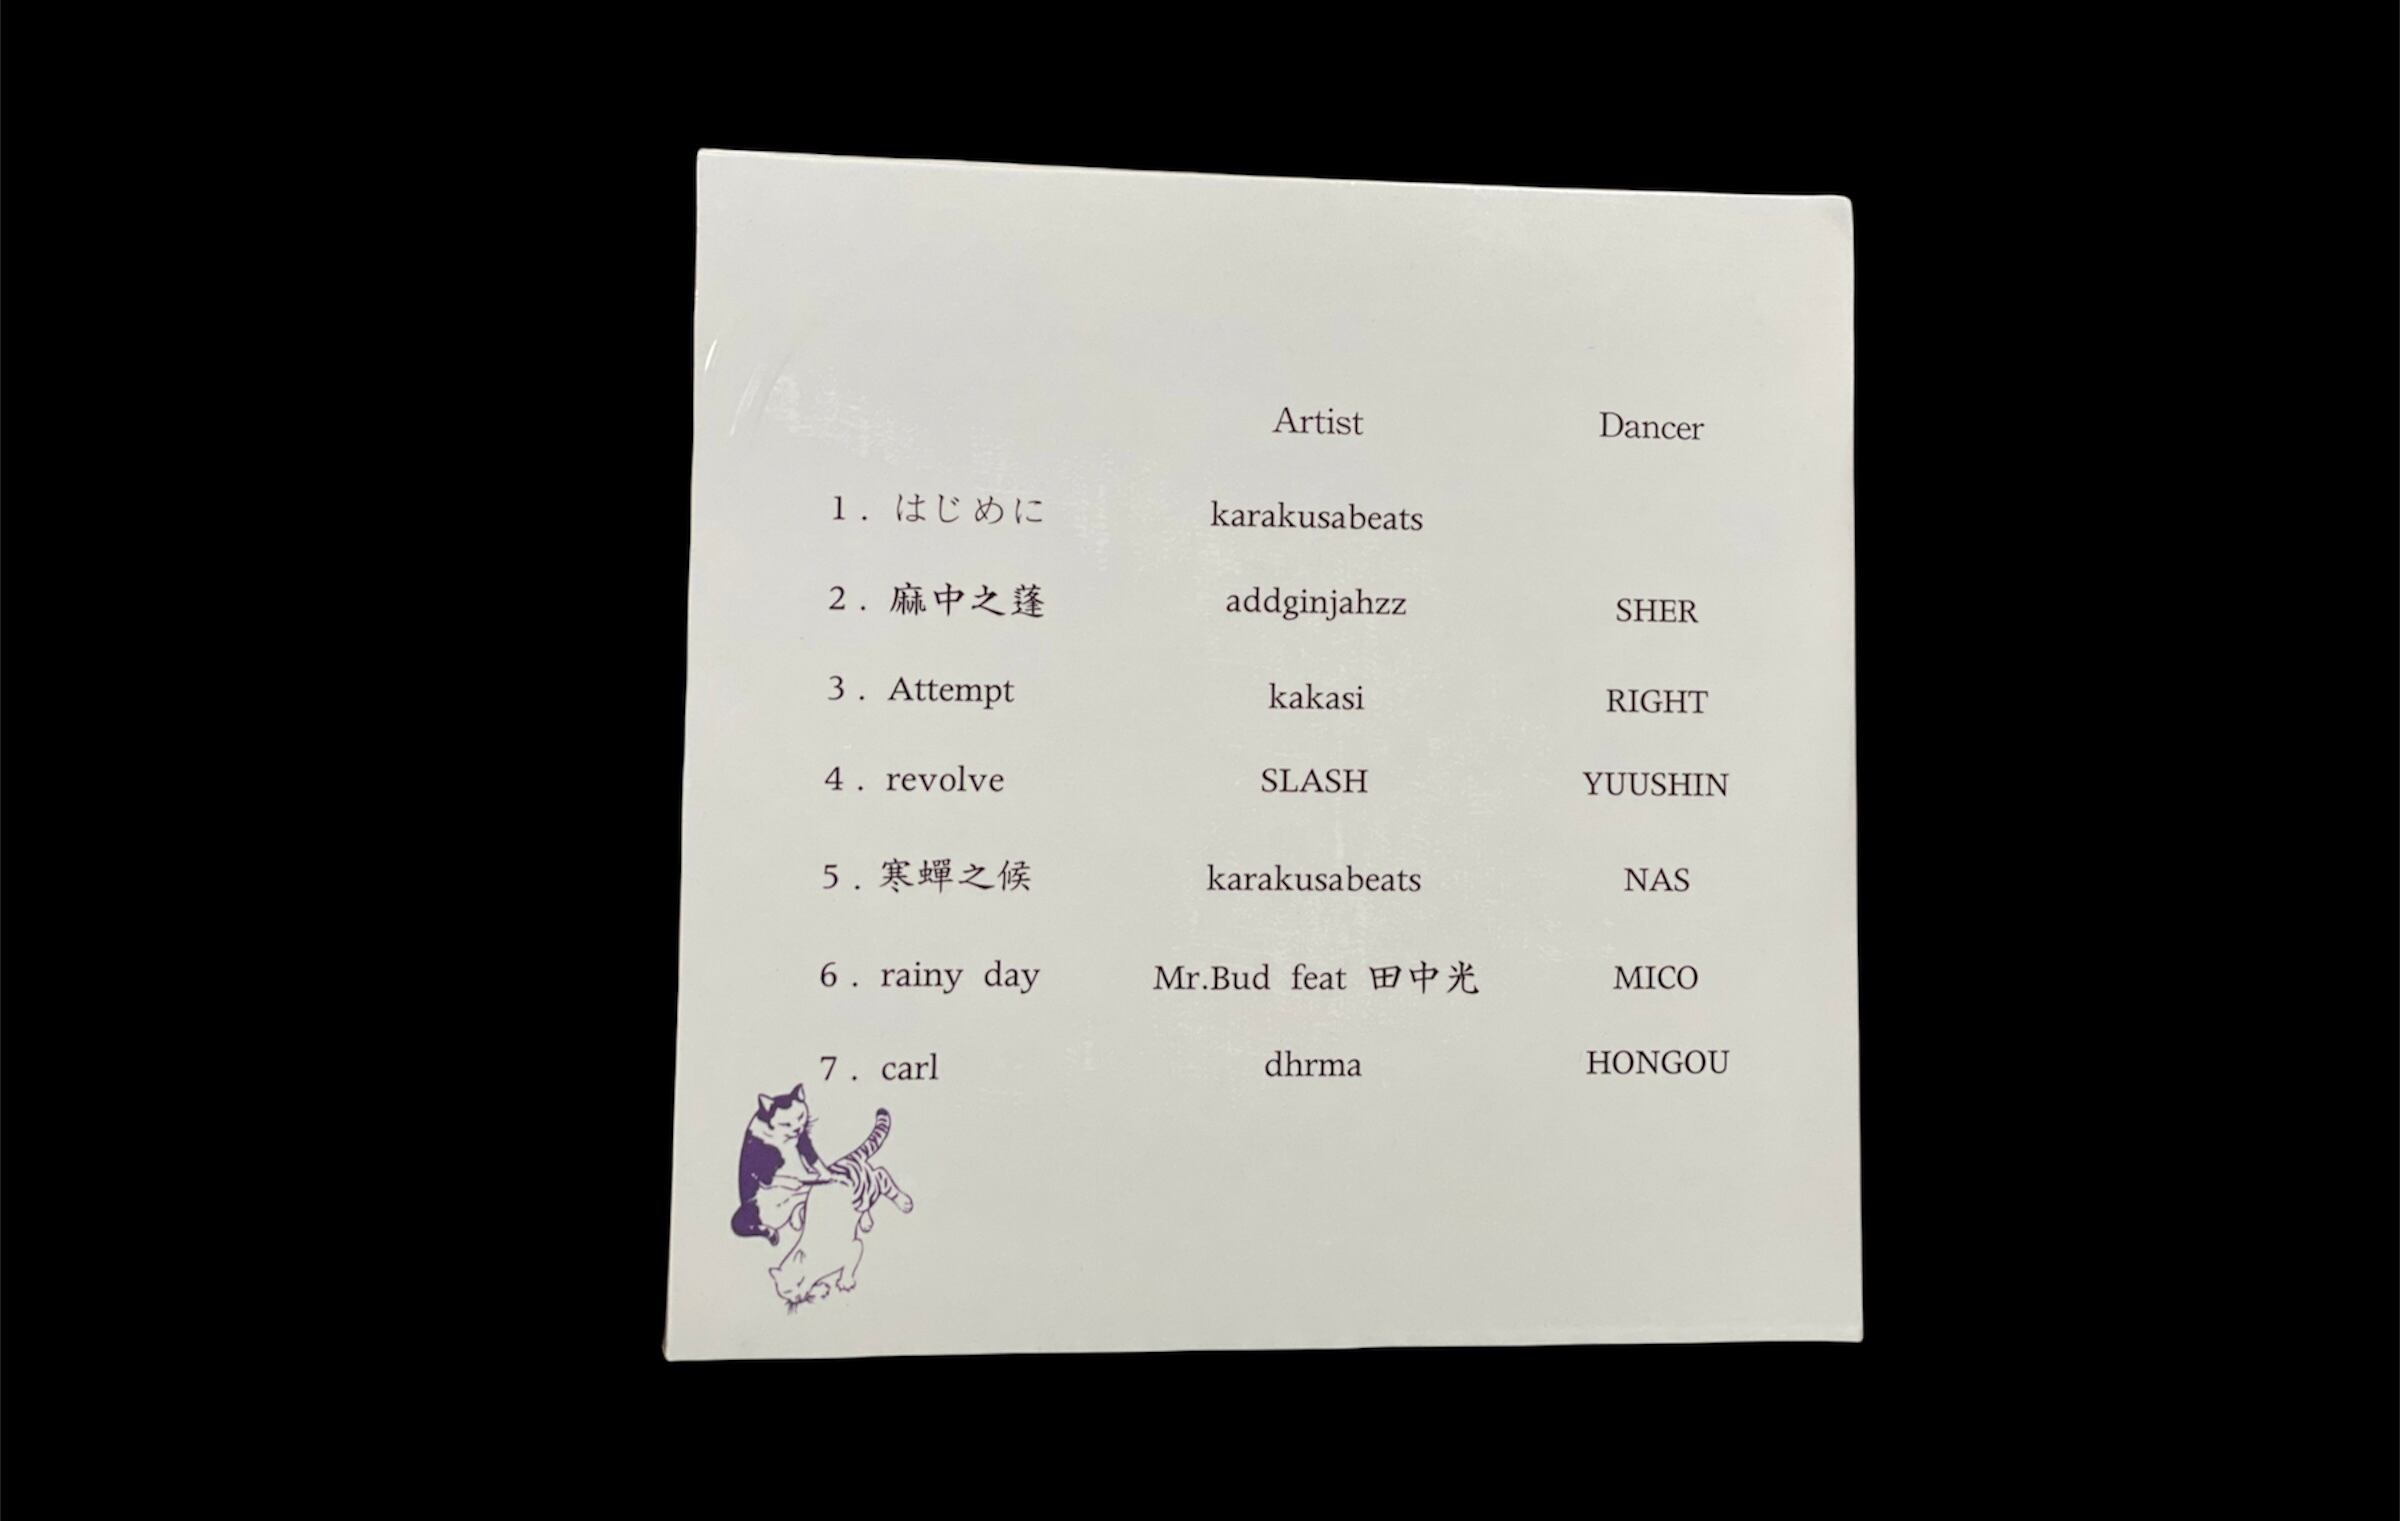 Artist Dancer
1. はじめに karakusabeats
2. 麻中之蓬 addginjahzz SHER
3. Attempt kakasi RIGHT
4. revolve SLASH YUUSHIN
5. 寒蟬之候 karakusabeats NAS
6. rainy day Mr.Bud feat 田中光 MICO
7. carl dhrma HONGOU